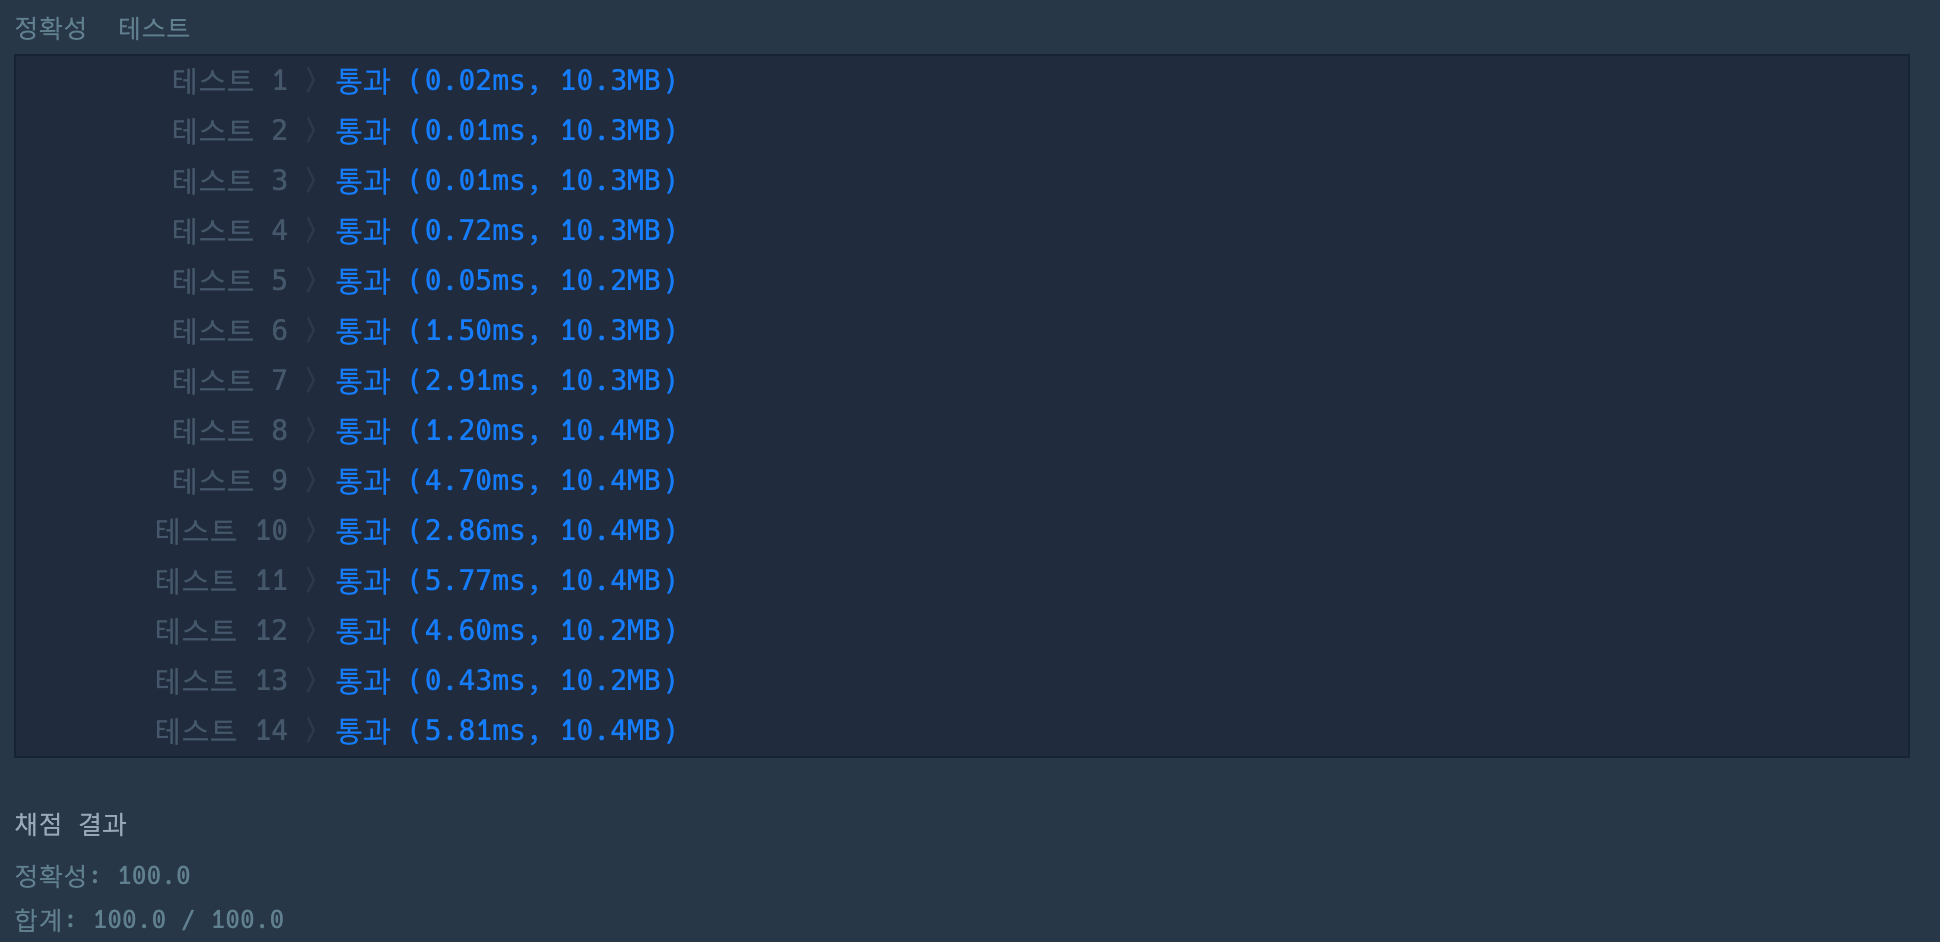 정확성  테스트
테스트 1 〉 통과 (0.02ms, 10.3MB)
테스트 2 〉 통과 (0.01ms, 10.3MB)
테스트 3 〉 통과 (0.01ms, 10.3MB)
테스트 4 〉 통과 (0.72ms, 10.3MB)
테스트 5 〉 통과 (0.05ms, 10.2MB)
테스트 6 〉 통과 (1.50ms, 10.3MB)
테스트 7 〉 통과 (2.91ms, 10.3MB)
테스트 8 〉 통과 (1.20ms, 10.4MB)
테스트 9 〉 통과 (4.70ms, 10.4MB)
테스트 10 〉 통과 (2.86ms, 10.4MB)
테스트 11 〉 통과 (5.77ms, 10.4MB)
테스트 12 〉 통과 (4.60ms, 10.2MB)
테스트 13 〉 통과 (0.43ms, 10.2MB)
테스트 14 〉 통과 (5.81ms, 10.4MB)
채점 결과
정확성: 100.0
합계: 100.0 / 100.0